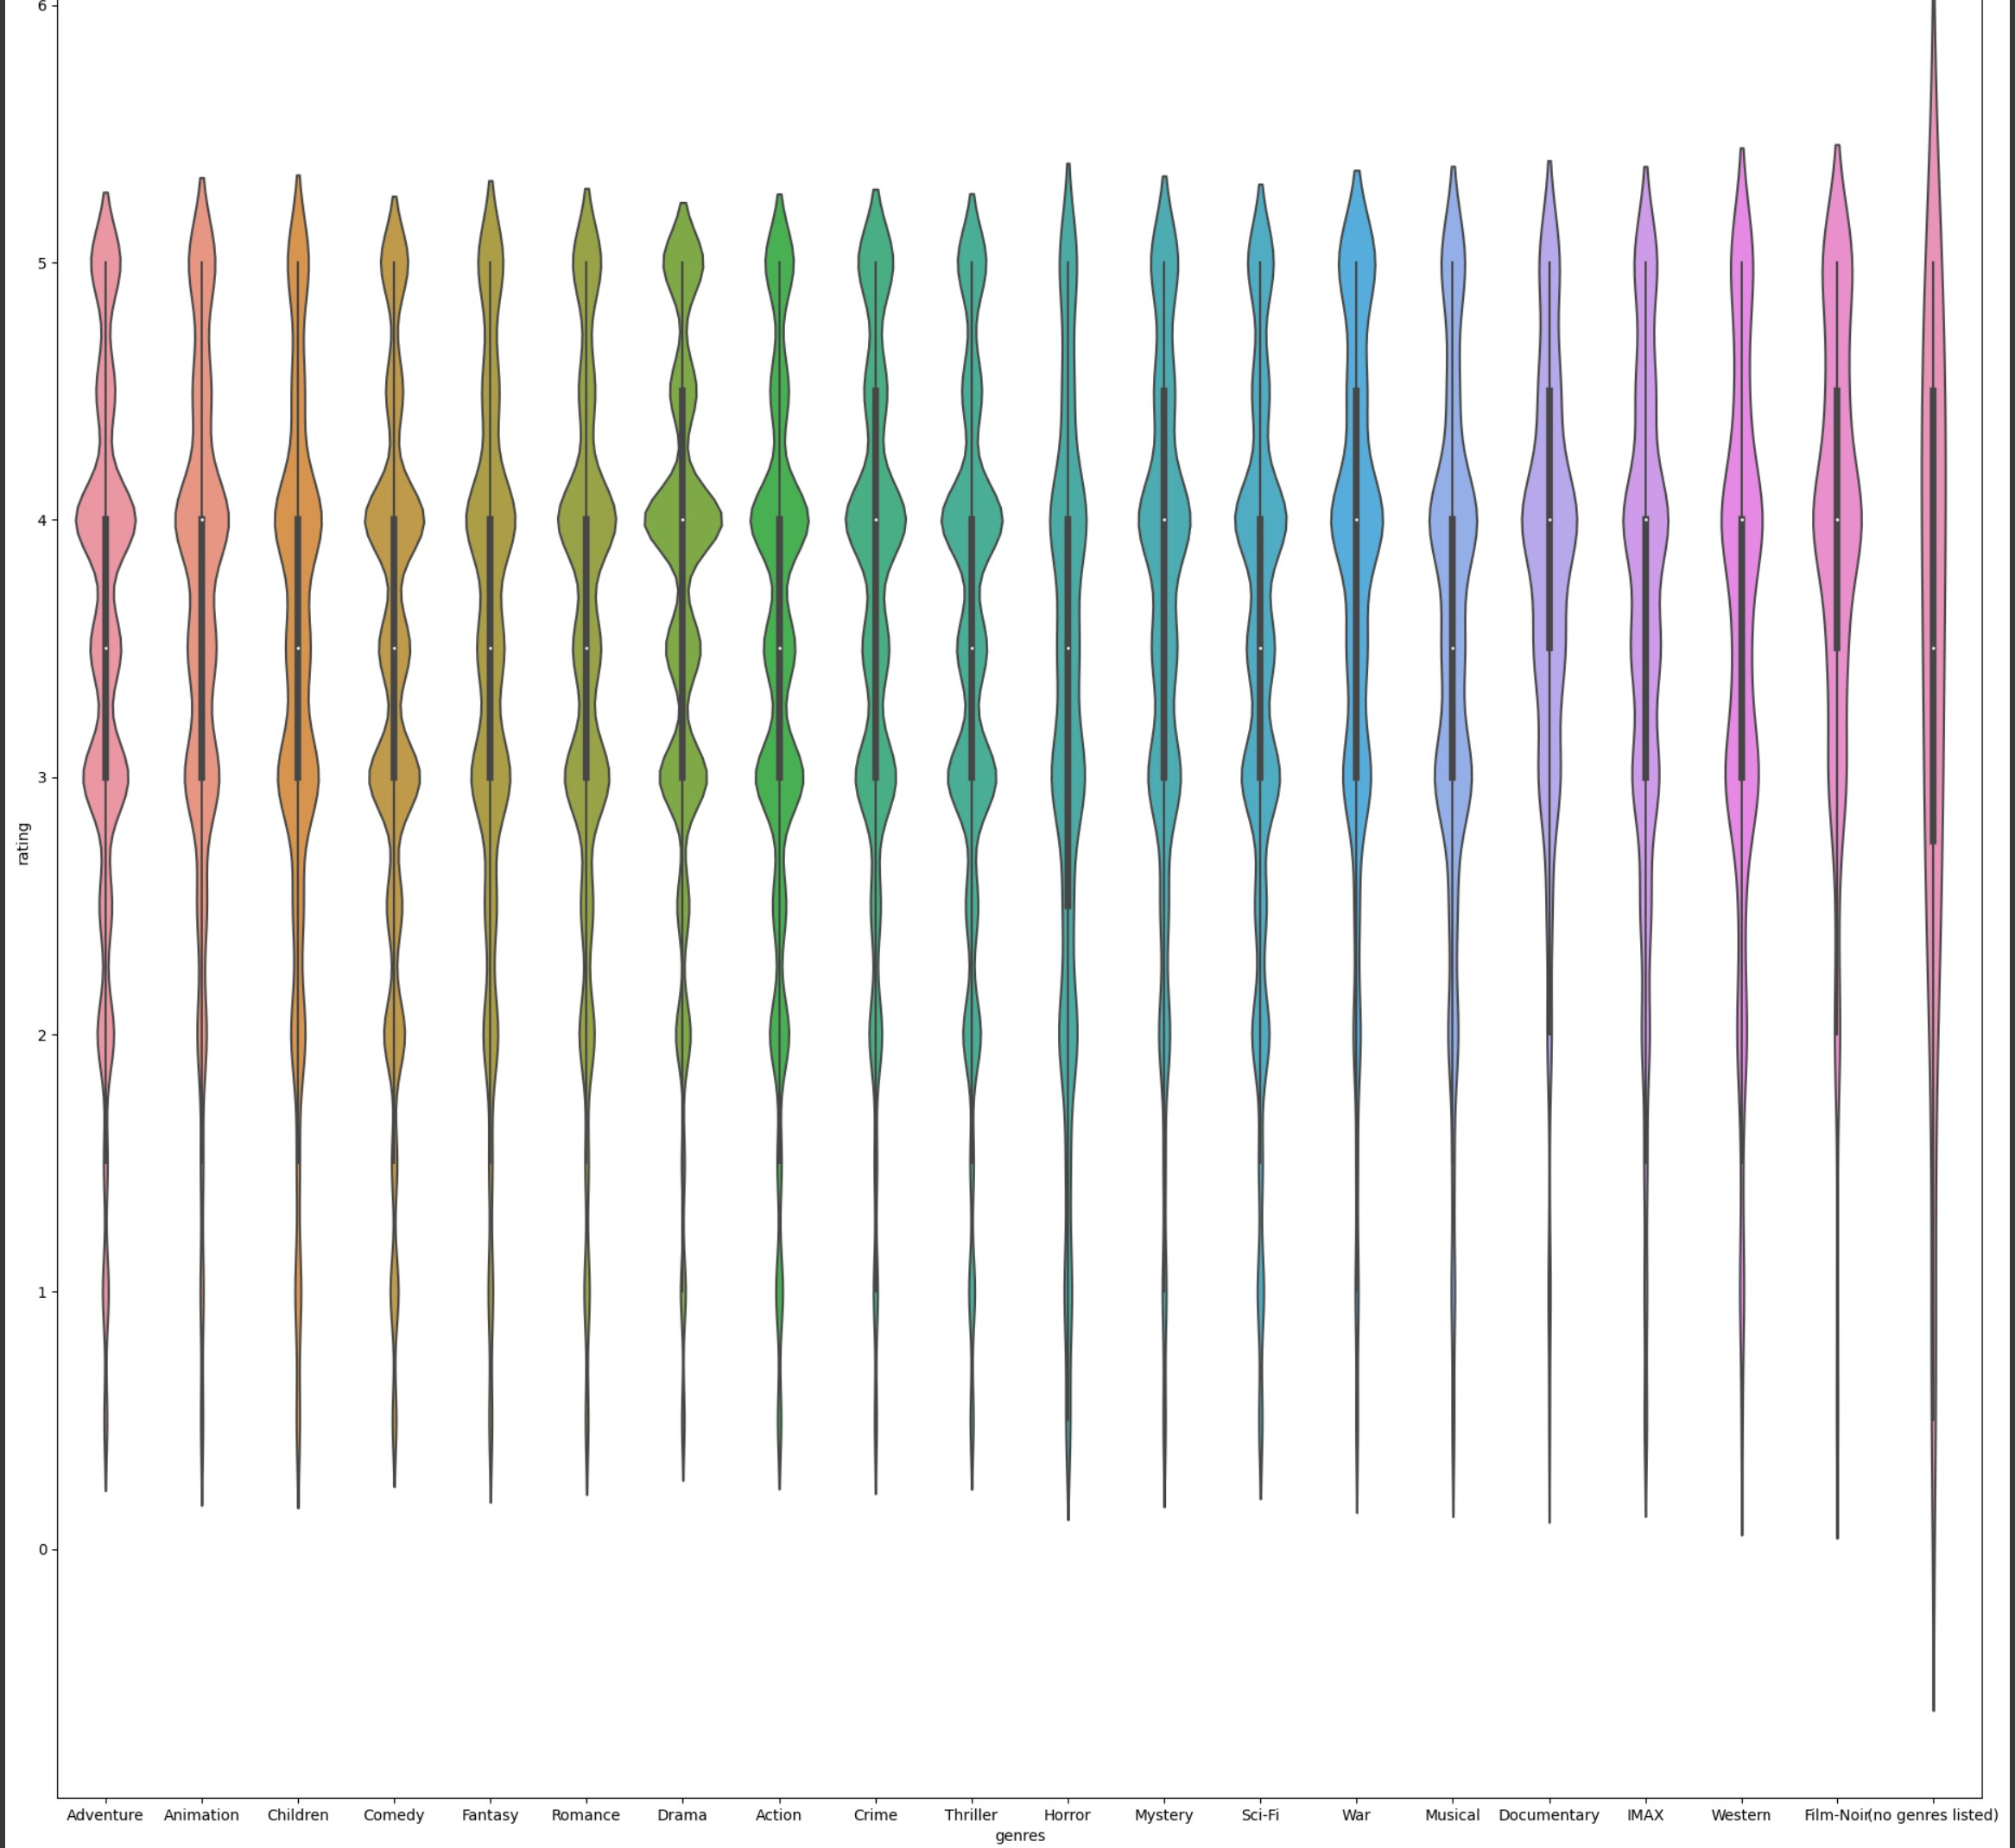 6
5
4
3
2
1
0
rating
Adventure Animation Children Comedy Fantasy Romance Drama Action Crime Thriller Horror Mystery Sci-Fi War Musical Documentary IMAX Western Film-Noir (no genres listed)
genres